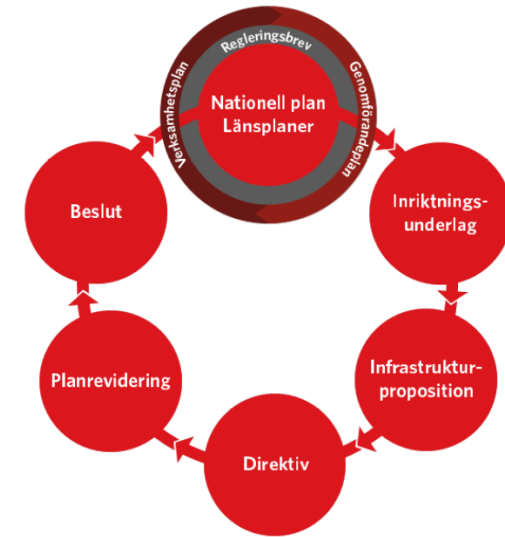 Regleringsbrev
Verksamhetsplan
Genomförandeplan
Nationell plan
Länsplaner
Inriktnings-
underlag
Infrastruktur-
proposition
Direktiv
Planrevidering
Beslut